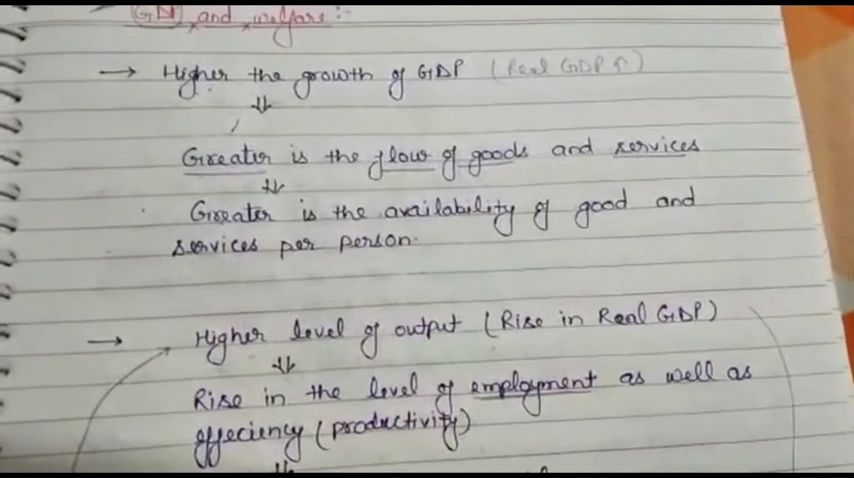 GDP and welfare :-
→ Higher the growth of GDP (Real GDP ↑)
⇓
Greater is the flow of goods and services
⇓
Greater is the availability of good and
services per person.
→ Higher level of output (Rise in Real GDP)
⇓
Rise in the level of employment as well as
effeciency (productivity)
⇓